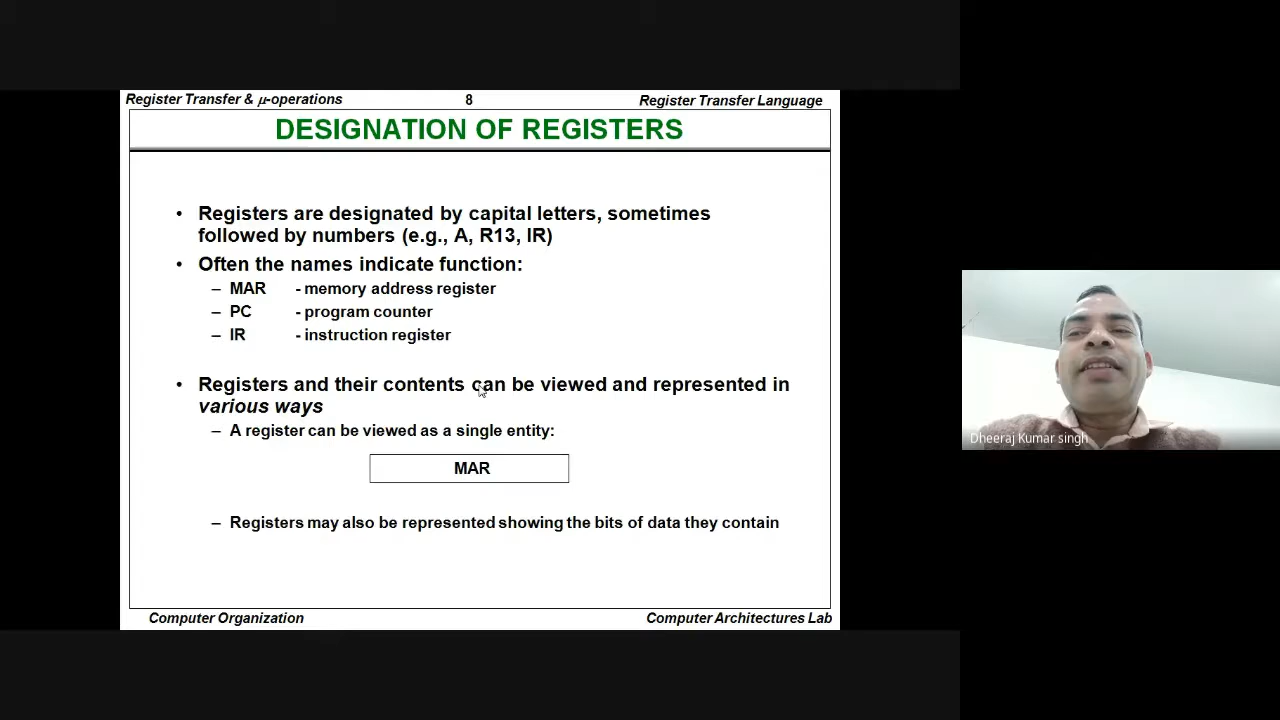 Register Transfer & μ-operations 8 Register Transfer Language
DESIGNATION OF REGISTERS
• Registers are designated by capital letters, sometimes
followed by numbers (e.g., A, R13, IR)
• Often the names indicate function:
– MAR - memory address register
– PC - program counter
– IR - instruction register
• Registers and their contents can be viewed and represented in
various ways
– A register can be viewed as a single entity:
MAR
– Registers may also be represented showing the bits of data they contain
Computer Organization Computer Architectures Lab
Dheeraj Kumar singh